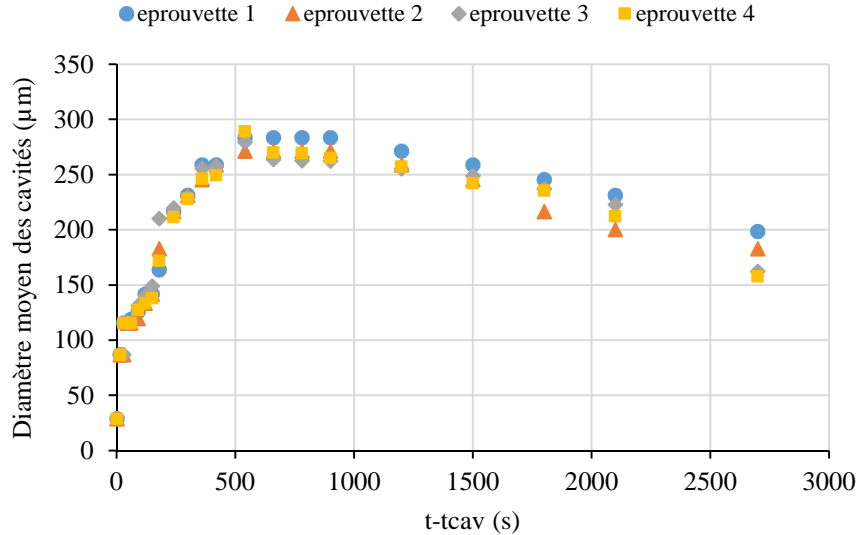 eprouvette 1 eprouvette 2 eprouvette 3 eprouvette 4
Diamètre moyen des cavités (µm)
350
300
250
200
150
100
50
0
0 500 1000 1500 2000 2500 3000
t-tcav (s)